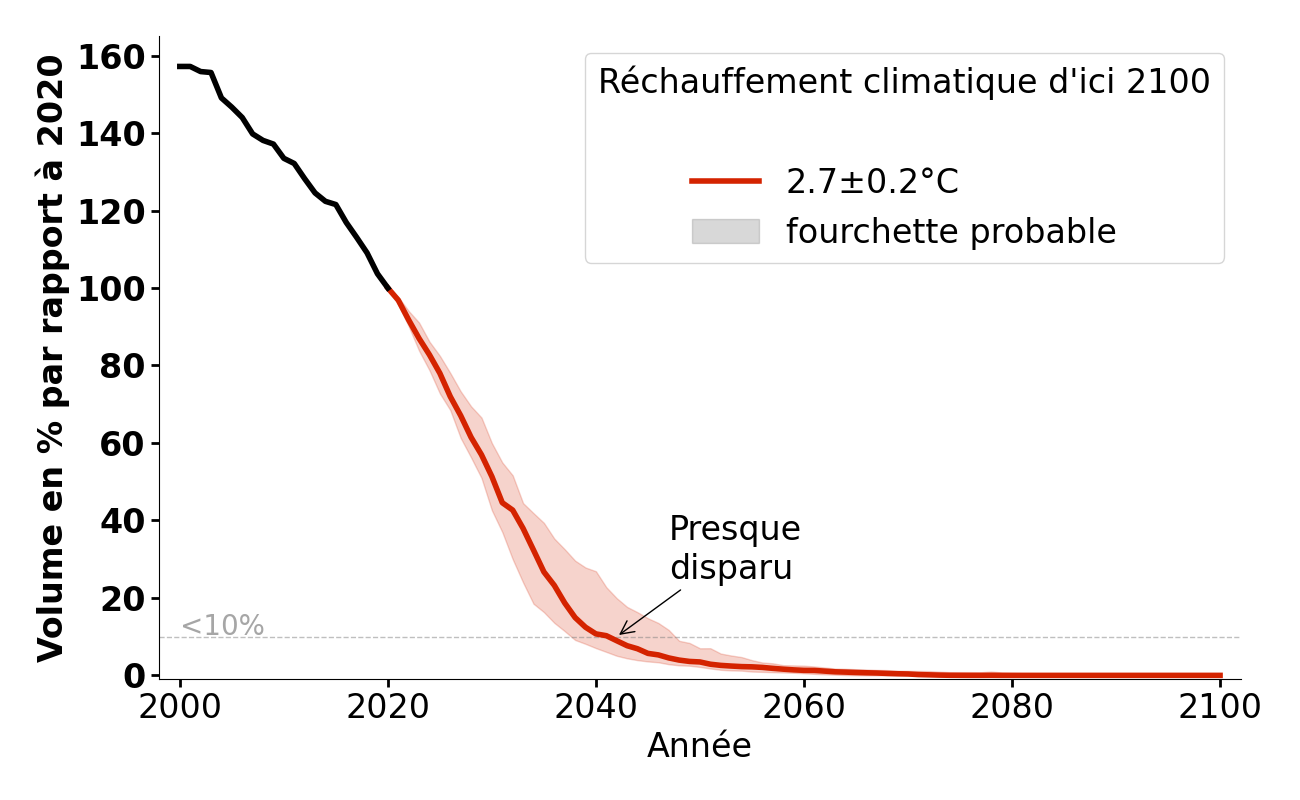 Volume en % par rapport à 2020
160
140
120
100
80
60
40
20
0
Réchauffement climatique d'ici 2100
2.7±0.2°C
fourchette probable
Presque
disparu
<10%
2000
2020
2040
2060
2080
2100
Année